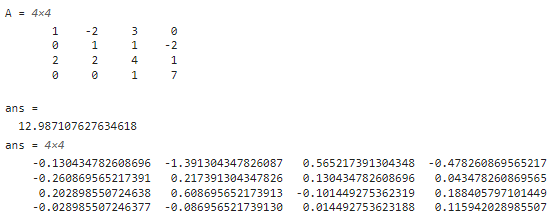 A = 4×4
1 -2 3 0
0 1 1 -2
2 2 4 1
0 0 1 7
ans =
12.987107627634618
ans = 4×4
-0.130434782608696 -1.391304347826087 0.565217391304348 -0.478260869565217
-0.260869565217391 0.217391304347826 0.130434782608696 0.043478260869565
0.202898550724638 0.608695652173913 -0.101449275362319 0.188405797101449
-0.028985507246377 -0.086956521739130 0.014492753623188 0.115942028985507